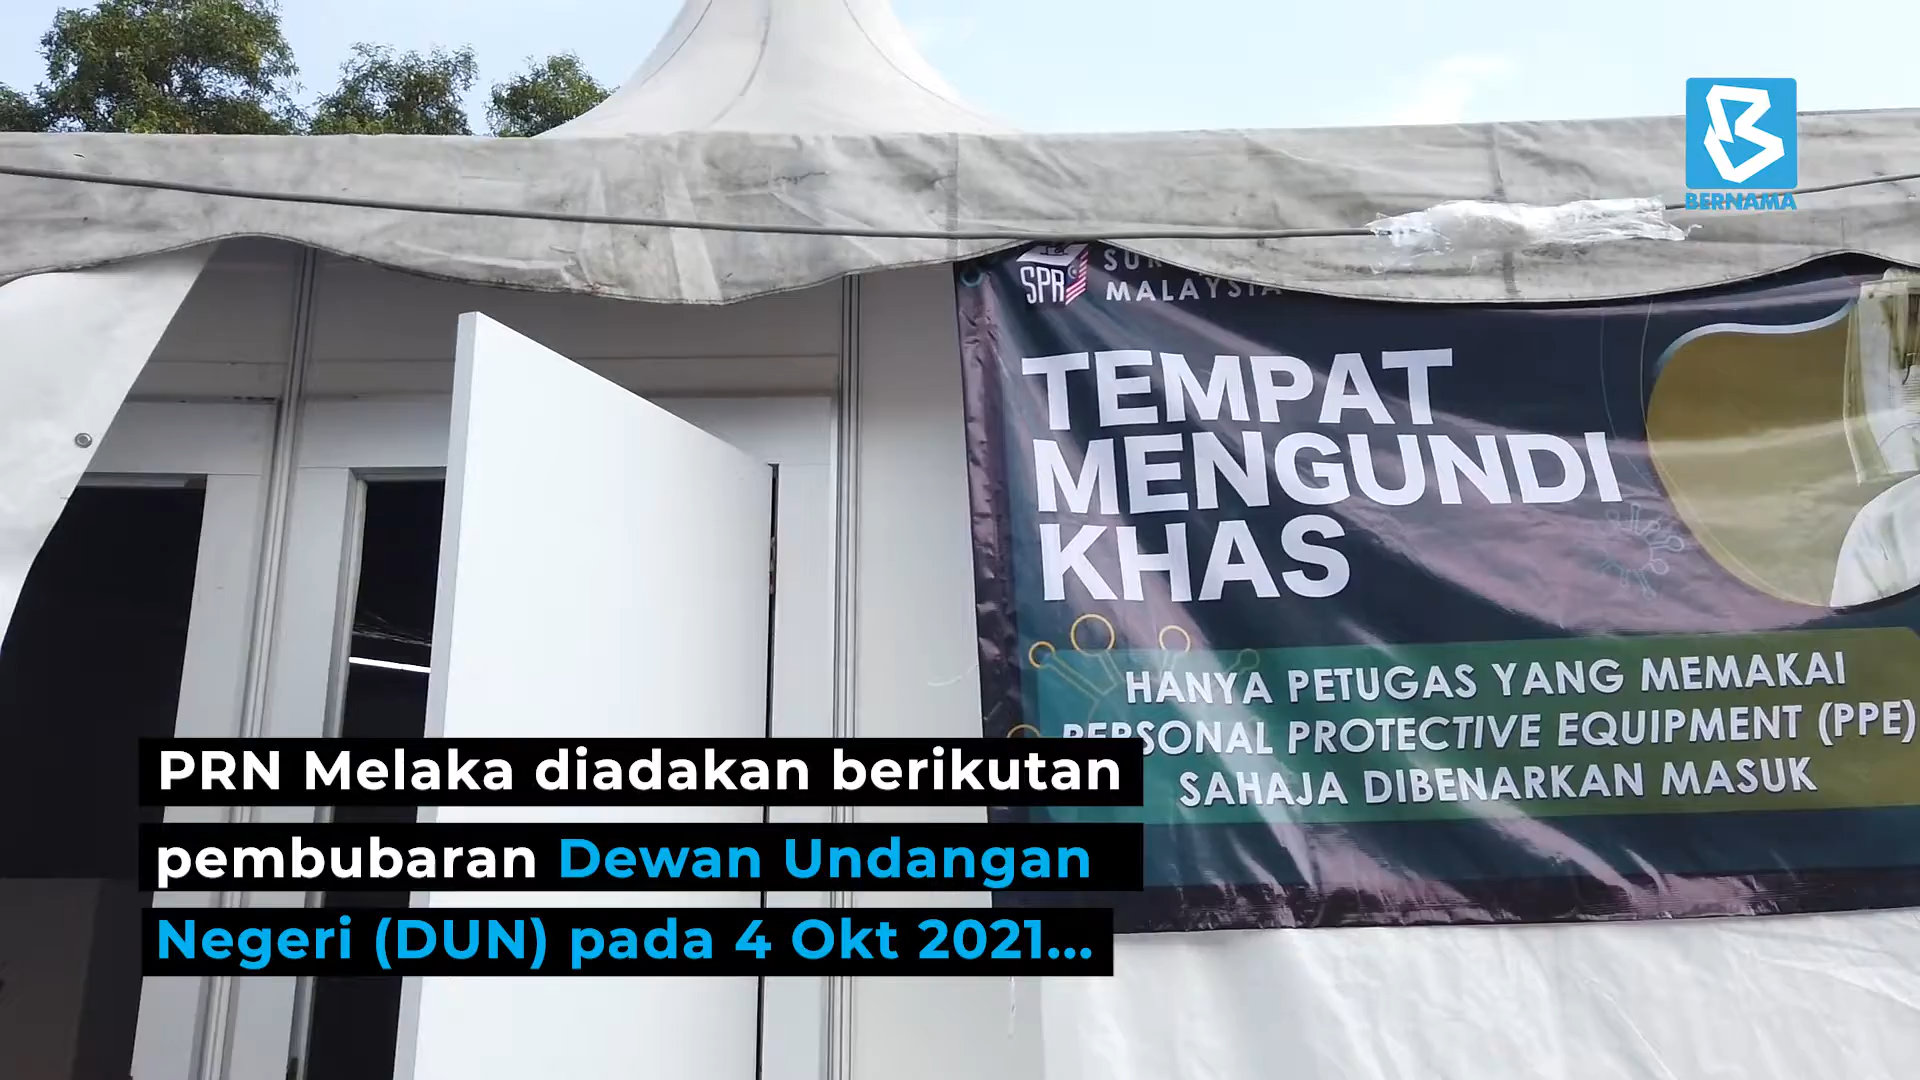 BERNAMA
SPR
MALAYSIA
TEMPAT
MENGUNDI
KHAS
HANYA PETUGAS YANG MEMAKAI
PERSONAL PROTECTIVE EQUIPMENT (PPE)
SAHAJA DIBENARKAN MASUK
PRN Melaka diadakan berikutan
pembubaran Dewan Undangan
Negeri (DUN) pada 4 Okt 2021...